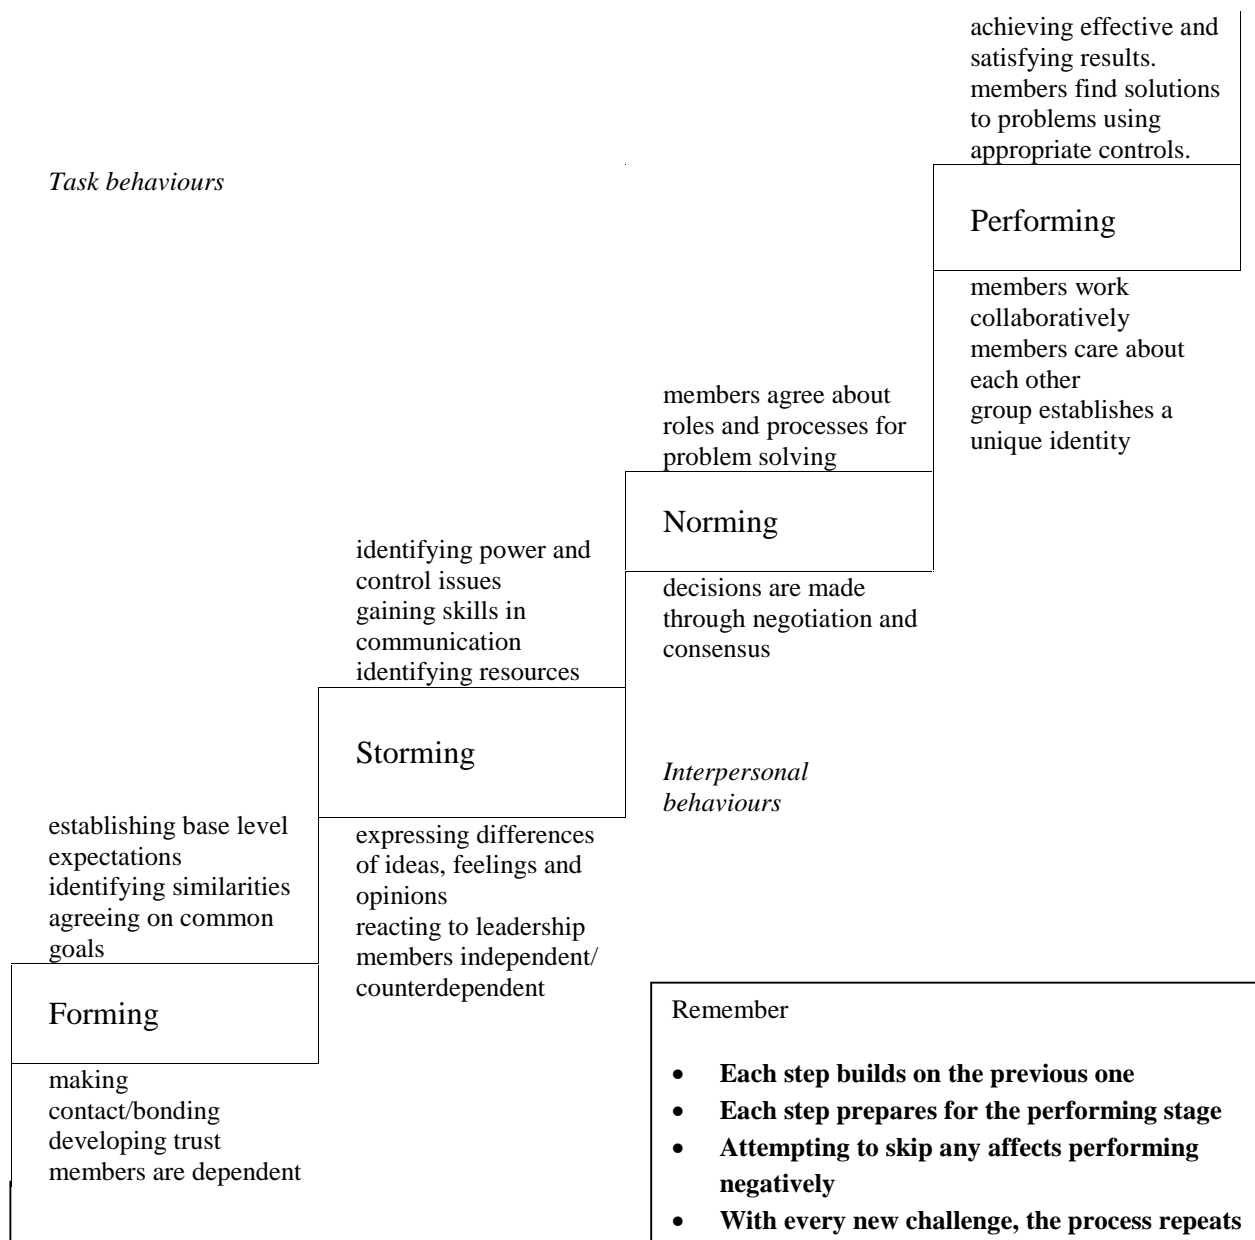 achieving effective and
satisfying results.
members find solutions
to problems using
appropriate controls.
Task behaviours
Performing
members work
collaboratively
members care about
each other
group establishes a
unique identity
members agree about
roles and processes for
problem solving
Norming
decisions are made
through negotiation and
consensus
identifying power and
control issues
gaining skills in
communication
identifying resources
Storming
Interpersonal
behaviours
expressing differences
of ideas, feelings and
opinions
reacting to leadership
members independent/
counterdependent
establishing base level
expectations
identifying similarities
agreeing on common
goals
Forming
making
contact/bonding
developing trust
members are dependent
Remember
• Each step builds on the previous one
• Each step prepares for the performing stage
• Attempting to skip any affects performing
negatively
• With every new challenge, the process repeats